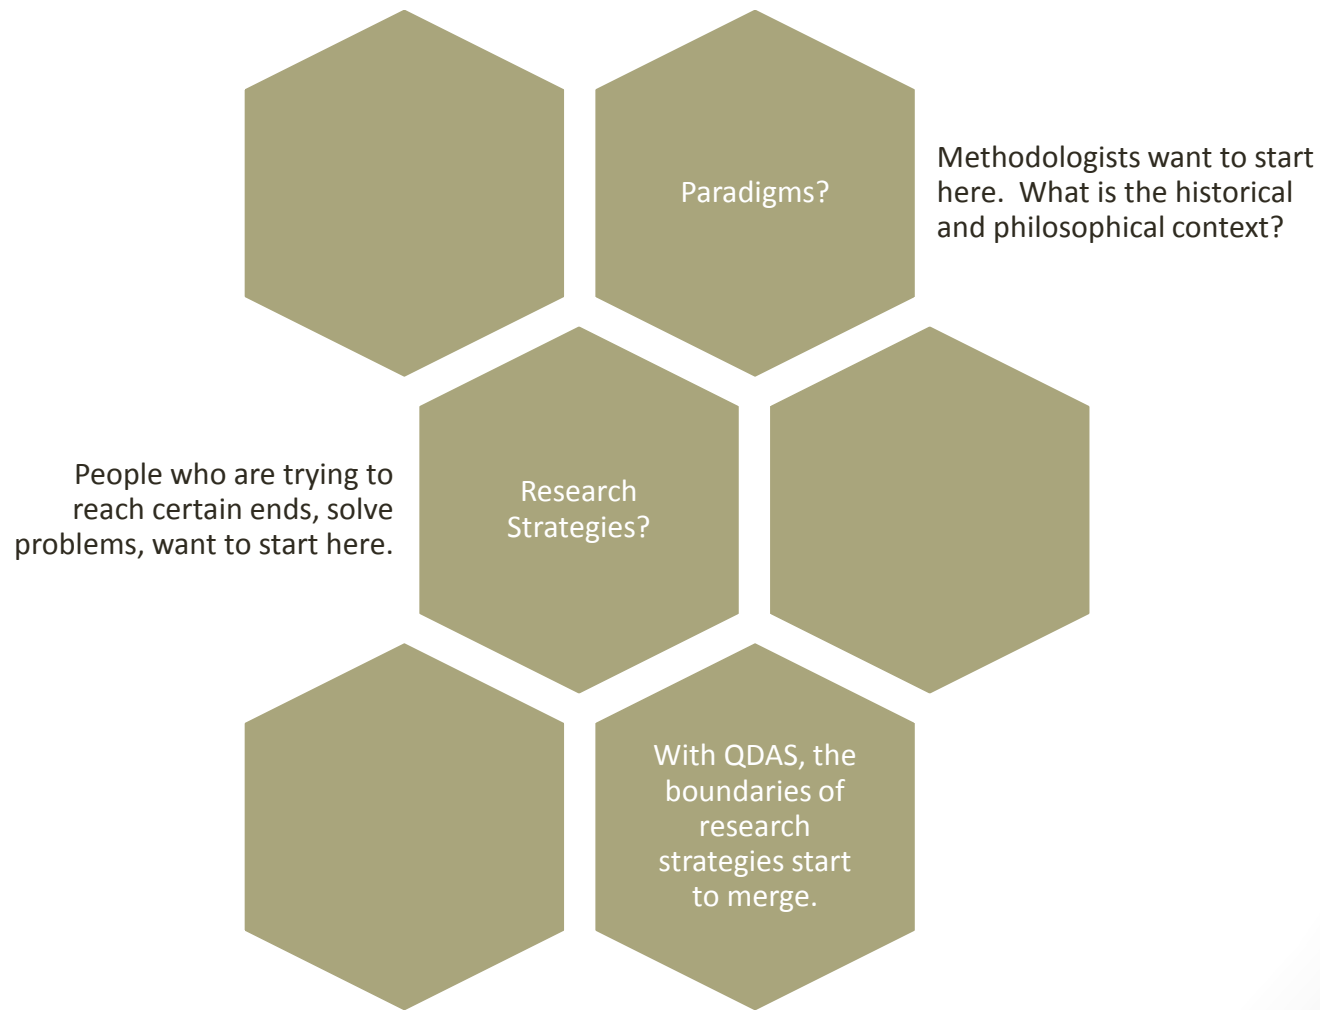 Paradigms?
Methodologists want to start
here.  What is the historical
and philosophical context?
People who are trying to
reach certain ends, solve
problems, want to start here.
Research
Strategies?
With QDAS, the
boundaries of
research
strategies start
to merge.